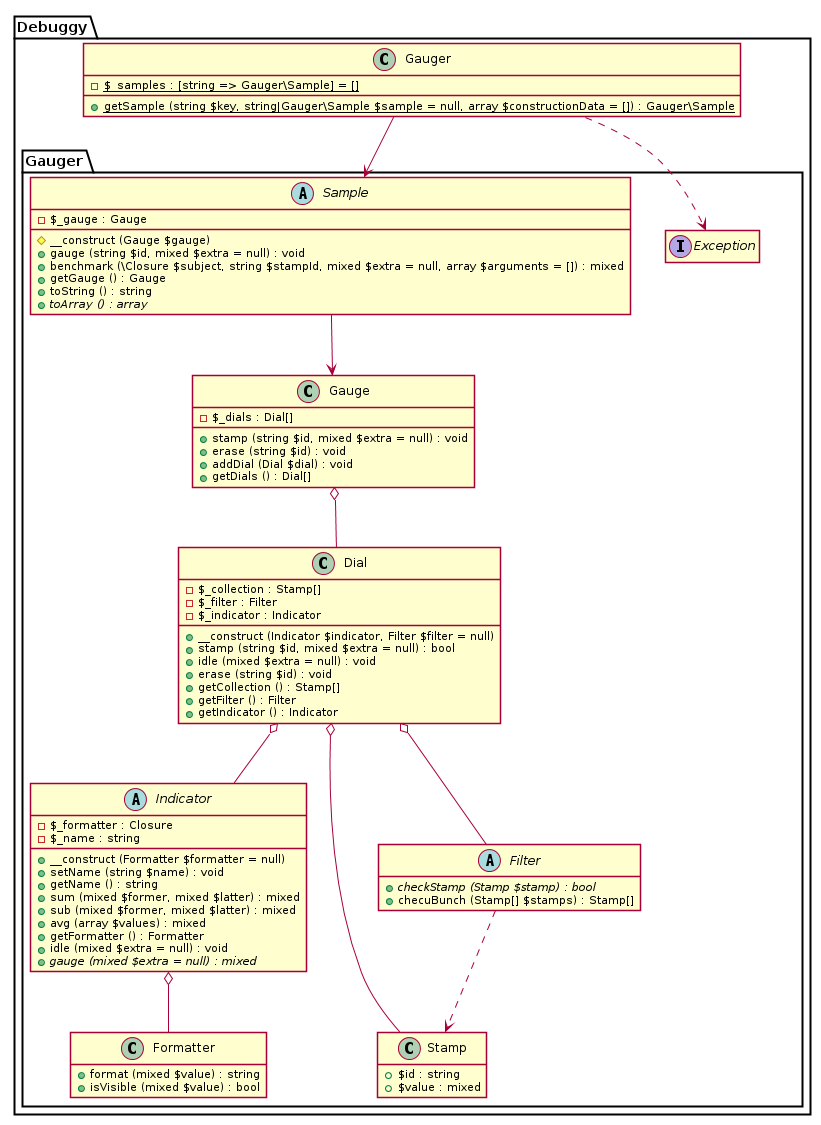 Debuggy
C Gauger
$_samples : [string => Gauger\Sample] = []
getSample (string $key, string|Gauger\Sample $sample = null, array $constructionData = []) : Gauger\Sample
Gauger
A Sample
$_gauge : Gauge
__construct (Gauge $gauge)
gauge (string $id, mixed $extra = null) : void
benchmark (\Closure $subject, string $stampId, mixed $extra = null, array $arguments = []) : mixed
getGauge () : Gauge
toString () : string
toArray () : array
I Exception
C Gauge
$_dials : Dial[]
stamp (string $id, mixed $extra = null) : void
erase (string $id) : void
addDial (Dial $dial) : void
getDials () : Dial[]
C Dial
$_collection : Stamp[]
$_filter : Filter
$_indicator : Indicator
__construct (Indicator $indicator, Filter $filter = null)
stamp (string $id, mixed $extra = null) : bool
idle (mixed $extra = null) : void
erase (string $id) : void
getCollection () : Stamp[]
getFilter () : Filter
getIndicator () : Indicator
A Indicator
$_formatter : Closure
$_name : string
__construct (Formatter $formatter = null)
setName (string $name) : void
getName () : string
sum (mixed $former, mixed $latter) : mixed
sub (mixed $former, mixed $latter) : mixed
avg (array $values) : mixed
getFormatter () : Formatter
idle (mixed $extra = null) : void
gauge (mixed $extra = null) : mixed
A Filter
checkStamp (Stamp $stamp) : bool
checuBunch (Stamp[] $stamps) : Stamp[]
C Formatter
format (mixed $value) : string
isVisible (mixed $value) : bool
C Stamp
$id : string
$value : mixed